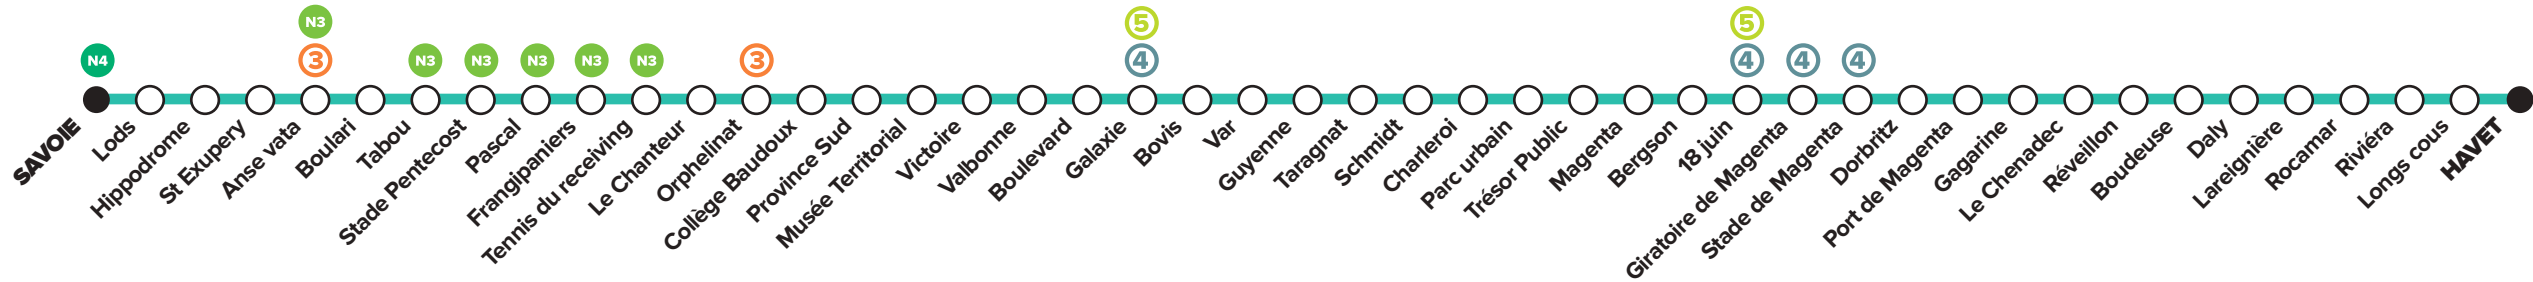 N3
5
5
N4
3
N3
N3
N3
N3
N3
3
4
4
4
4
SAVOIE
Lods
Hippodrome
St Exupery
Anse vata
Boulari
Tabou
Stade Pentecost
Pascal
Frangipaniers
Tennis du receiving
Le Chanteur
Orphelinat
Collège Baudoux
Province Sud
Musée Territorial
Victoire
Valbonne
Boulevard
Galaxie
Bovis
Var
Guyenne
Taragnat
Schmidt
Charleroi
Parc urbain
Trésor Public
Magenta
Bergson
18 juin
Giratoire de Magenta
Stade de Magenta
Dorbritz
Port de Magenta
Gagarine
Le Chenadec
Réveillon
Boudeuse
Daly
Lareignière
Rocamar
Riviéra
Longs cous
HAVET